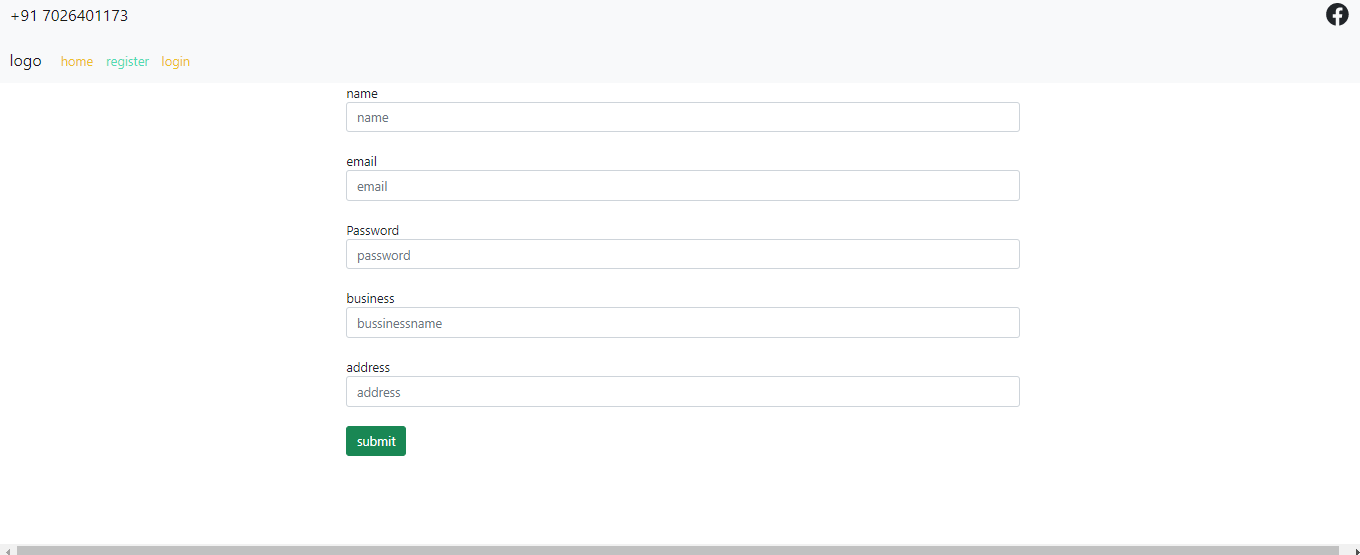 +91 7026401173
logo home register login
name
name
email
email
Password
password
business
bussinessname
address
address
submit